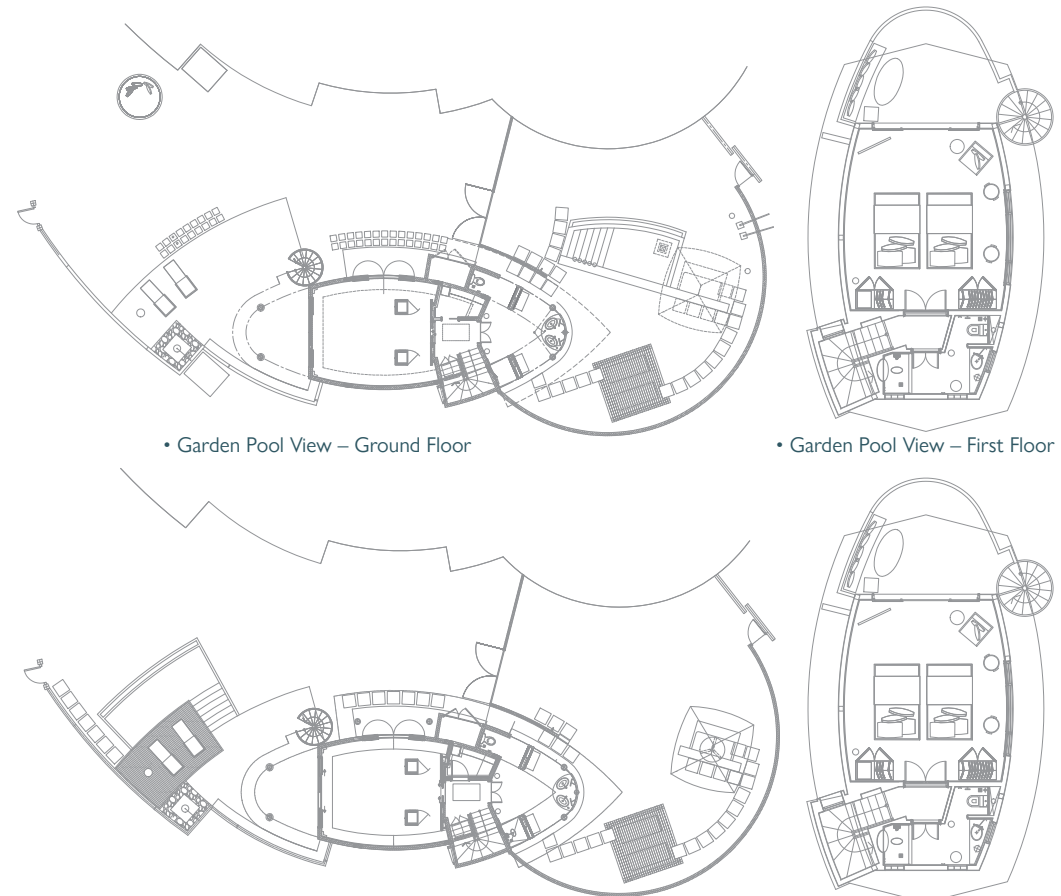 • Garden Pool View – Ground Floor
• Garden Pool View – First Floor